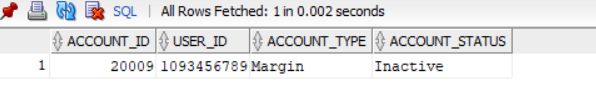 SQL | All Rows Fetched: 1 in 0.002 seconds
ACCOUNT_ID USER_ID ACCOUNT_TYPE ACCOUNT_STATUS
1 20009 1093456789 Margin Inactive